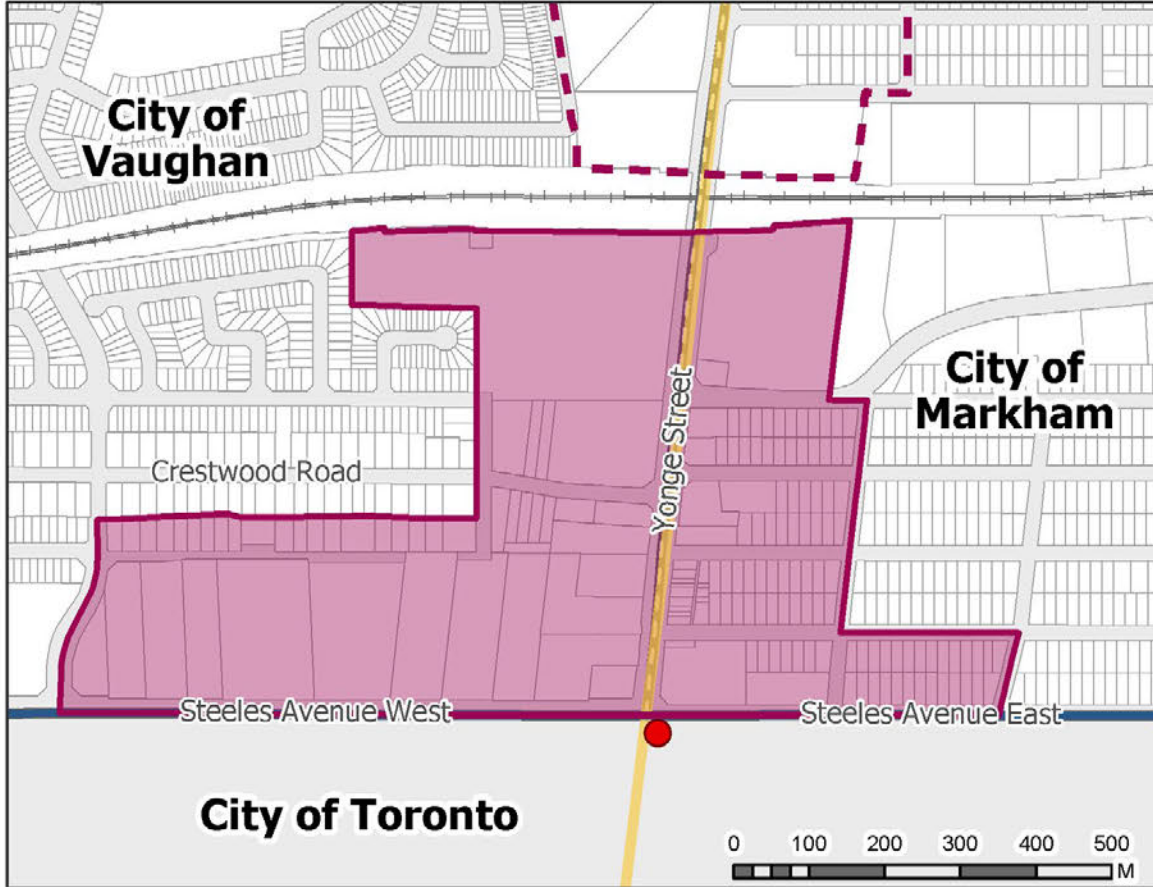 City of
Vaughan
City of
Markham
Yonge Street
Crestwood Road
Steeles Avenue West
Steeles Avenue East
City of Toronto
0 100 200 300 400 500
M